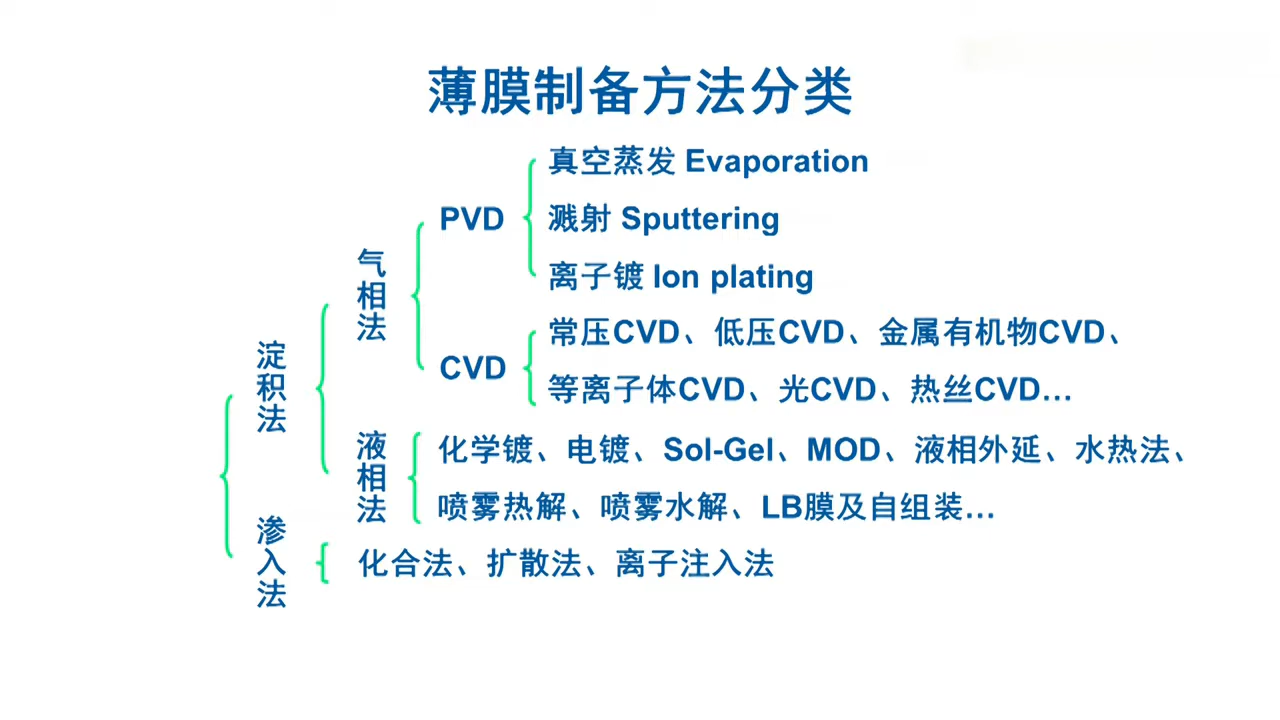 薄膜制备方法分类
淀积法
气相法
PVD
真空蒸发 Evaporation
溅射 Sputtering
离子镀 Ion plating
CVD
常压CVD、低压CVD、金属有机物CVD、
等离子体CVD、光CVD、热丝CVD…
液相法
化学镀、电镀、Sol-Gel、MOD、液相外延、水热法、
喷雾热解、喷雾水解、LB膜及自组装…
渗入法
化合法、扩散法、离子注入法